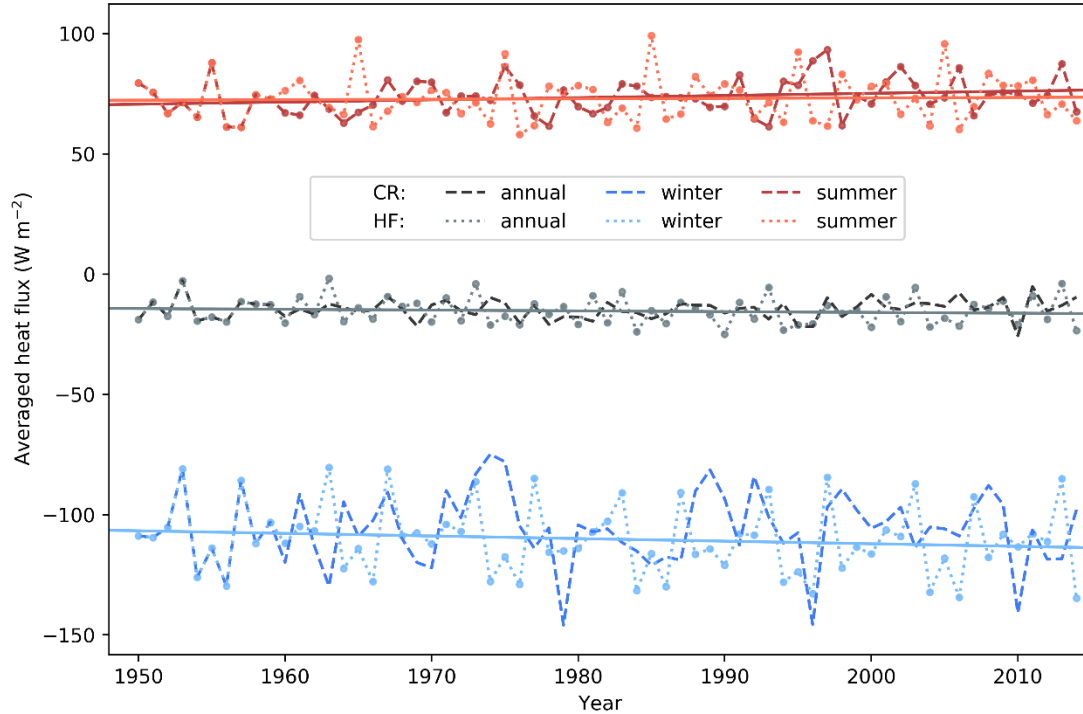 100
50
0
−50
−100
−150
Averaged heat flux (W m⁻²)
CR: annual winter summer
HF: annual winter summer
1950 1960 1970 1980 1990 2000 2010
Year